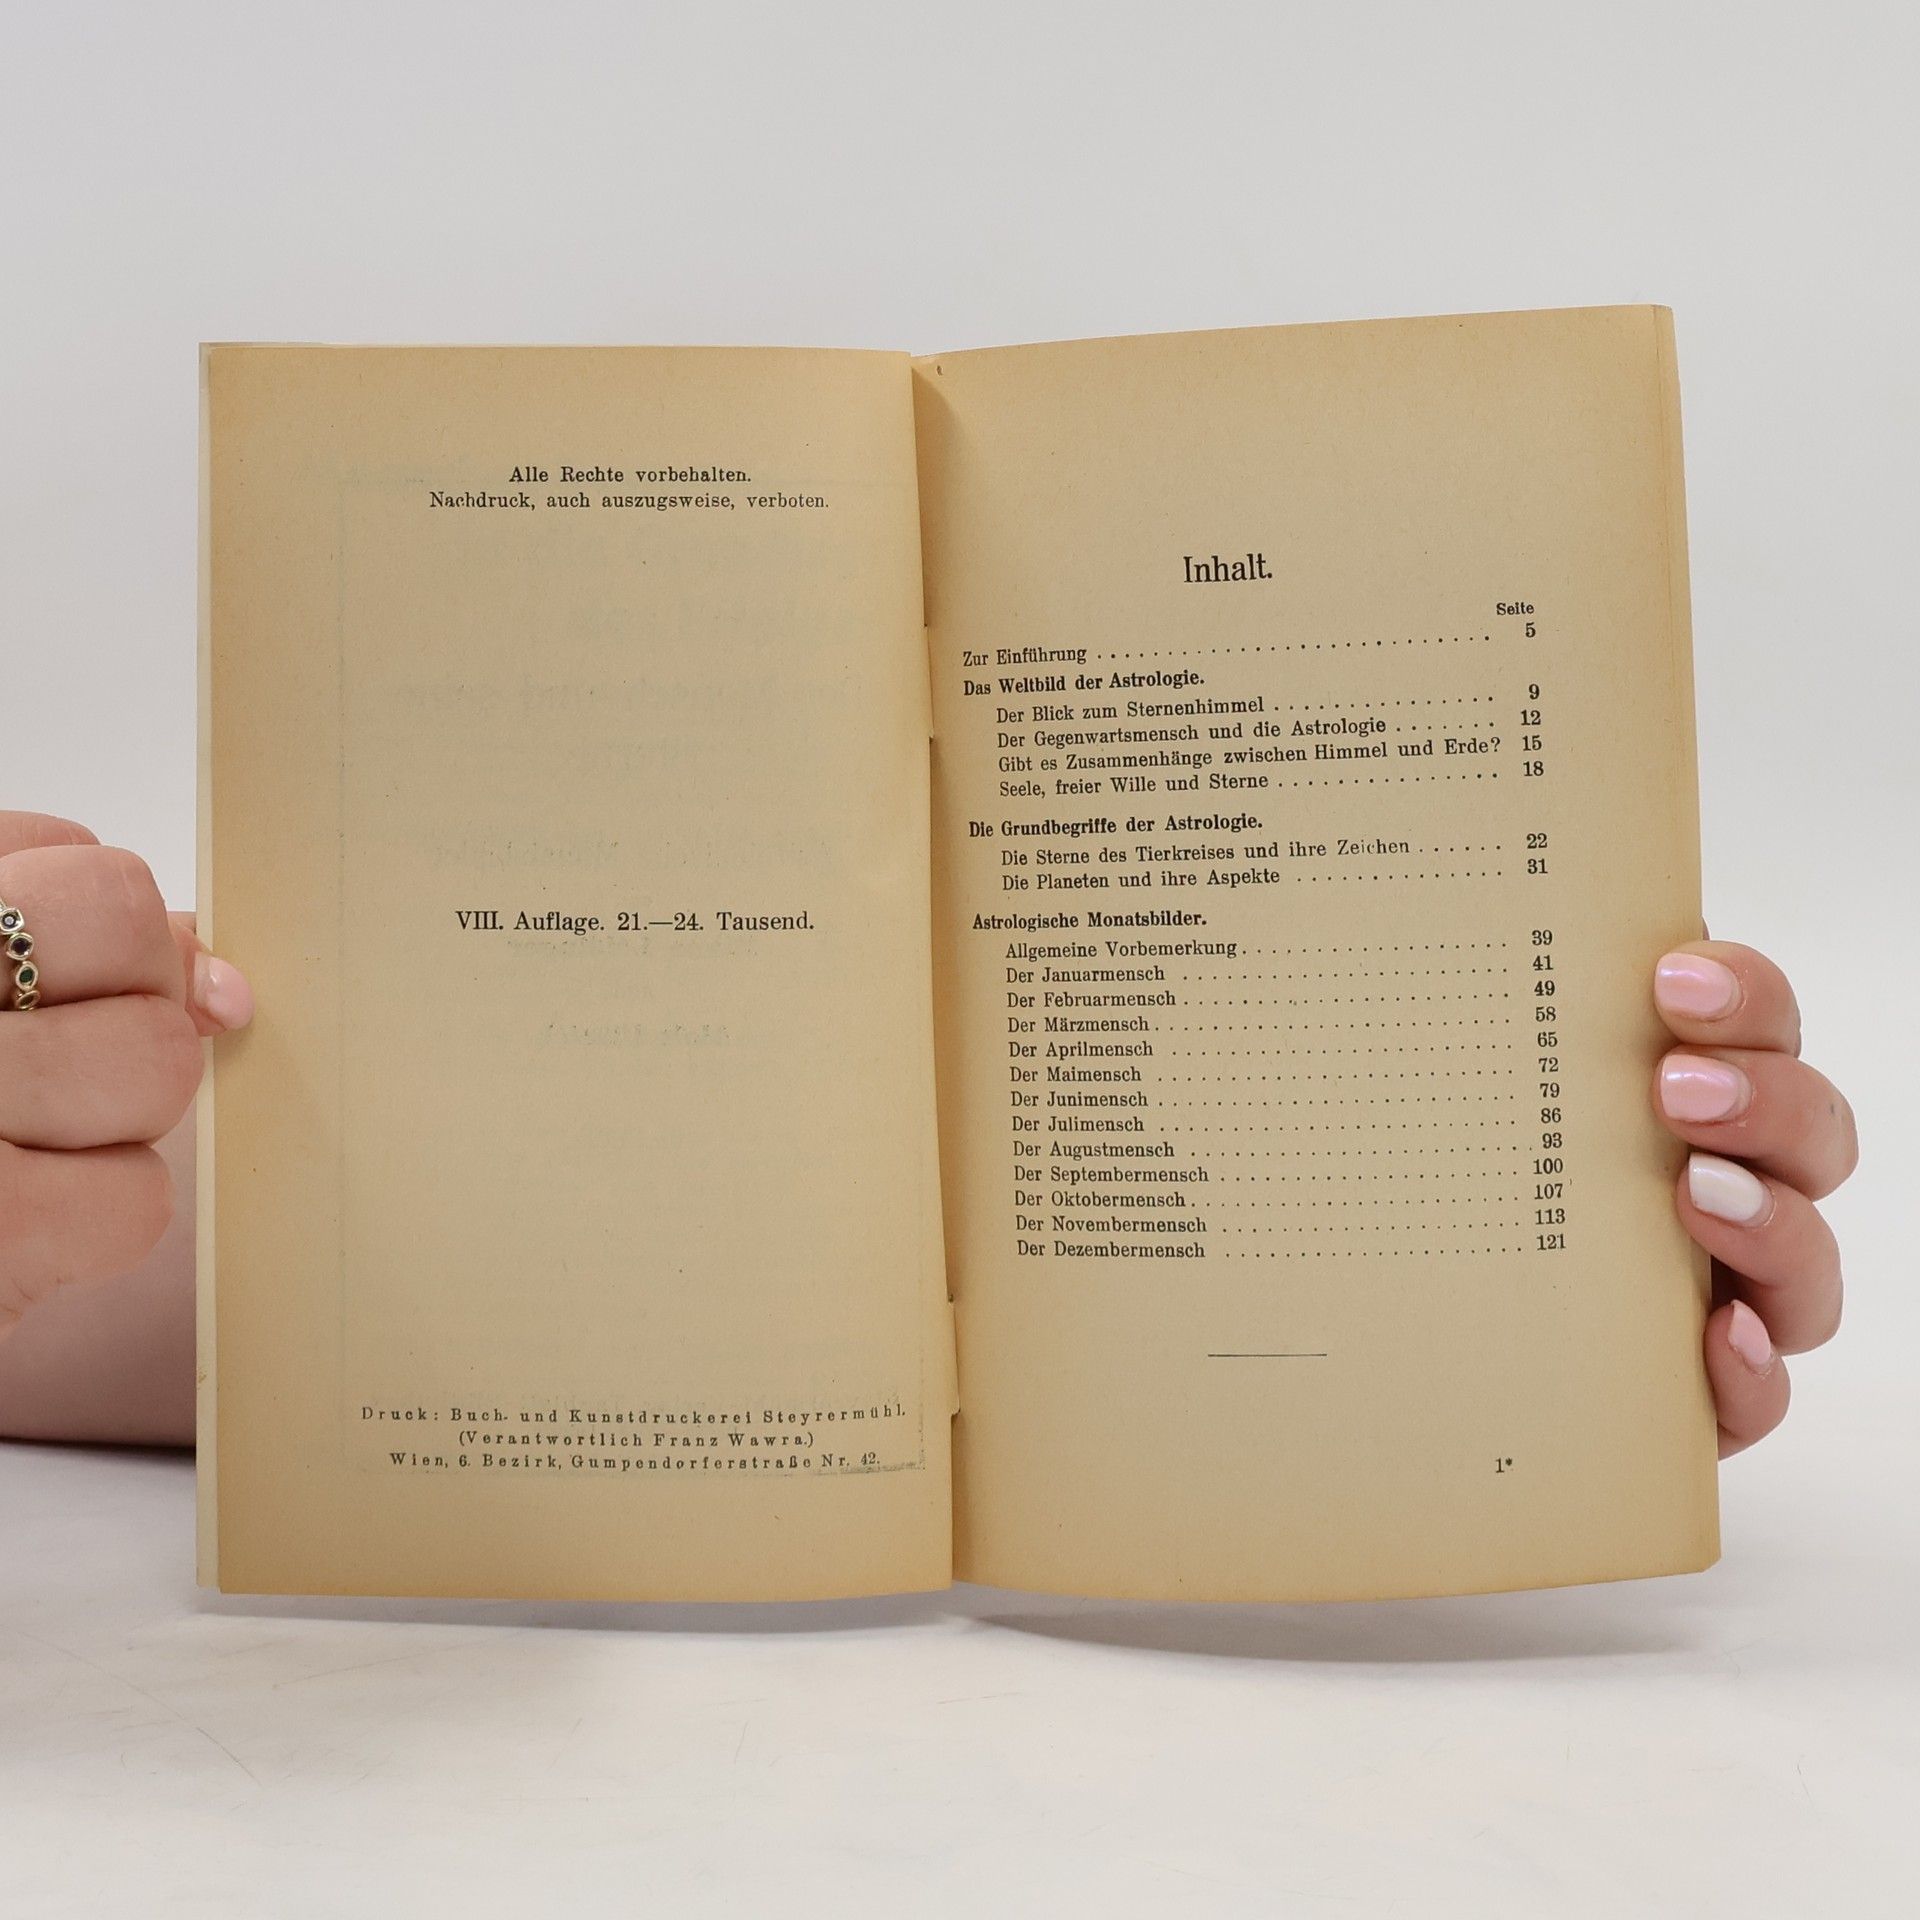 Alle Rechte vorbehalten.
Nachdruck, auch auszugsweise, verboten.
VIII. Auflage. 21.—24. Tausend.
Druck: Buch- und Kunstdruckerei Steyrermühl.
(Verantwortlich Franz Wawra.)
Wien, 6. Bezirk, Gumpendorferstraße Nr. 42.
Inhalt.
Seite
Zur Einführung . . . . . . . . . . . . . . . . . . . . . . . . . . . 5
Das Weltbild der Astrologie.
Der Blick zum Sternenhimmel . . . . . . . . . . . . . . . 9
Der Gegenwartsmensch und die Astrologie . . . . . . . 12
Gibt es Zusammenhänge zwischen Himmel und Erde? 15
Seele, freier Wille und Sterne . . . . . . . . . . . . . . . 18
Die Grundbegriffe der Astrologie.
Die Sterne des Tierkreises und ihre Zeichen . . . . . . 22
Die Planeten und ihre Aspekte . . . . . . . . . . . . . . 31
Astrologische Monatsbilder.
Allgemeine Vorbemerkung . . . . . . . . . . . . . . . . . . 39
Der Januarmensch . . . . . . . . . . . . . . . . . . . . . . 41
Der Februarmensch . . . . . . . . . . . . . . . . . . . . . . 49
Der Märzmensch . . . . . . . . . . . . . . . . . . . . . . . . 58
Der Aprilmensch . . . . . . . . . . . . . . . . . . . . . . . 65
Der Maimensch . . . . . . . . . . . . . . . . . . . . . . . . 72
Der Junimensch . . . . . . . . . . . . . . . . . . . . . . . . 79
Der Julimensch . . . . . . . . . . . . . . . . . . . . . . . . 86
Der Augustmensch . . . . . . . . . . . . . . . . . . . . . . 93
Der Septembermensch . . . . . . . . . . . . . . . . . . . . 100
Der Oktobermensch . . . . . . . . . . . . . . . . . . . . . . 107
Der Novembermensch . . . . . . . . . . . . . . . . . . . . 113
Der Dezembermensch . . . . . . . . . . . . . . . . . . . . 121
1*